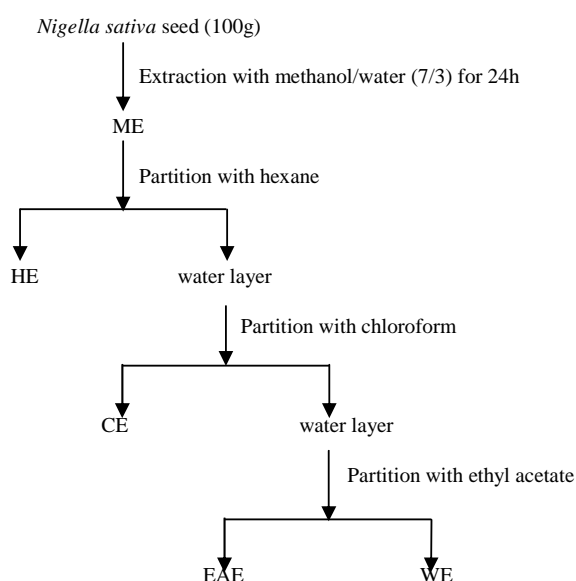 Nigella sativa seed (100g)
Extraction with methanol/water (7/3) for 24h
ME
Partition with hexane
HE
water layer
Partition with chloroform
CE
water layer
Partition with ethyl acetate
EAE
WE